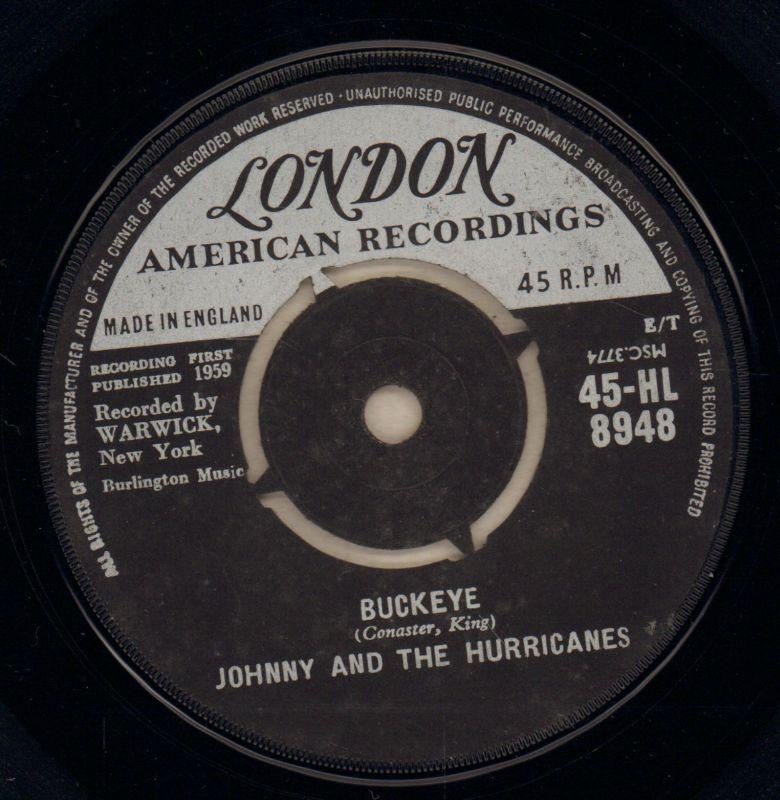 ALL RIGHTS OF THE MANUFACTURER AND OF THE OWNER OF THE RECORDED WORK RESERVED · UNAUTHORISED PUBLIC PERFORMANCE BROADCASTING AND COPYING OF THIS RECORD PROHIBITED
LONDON
AMERICAN RECORDINGS
MADE IN ENGLAND
45 R.P.M
RECORDING FIRST
PUBLISHED 1959
Recorded by
WARWICK,
New York
Burlington Music
E/T
MSC.3774
45-HL
8948
BUCKEYE
(Conaster, King)
JOHNNY AND THE HURRICANES